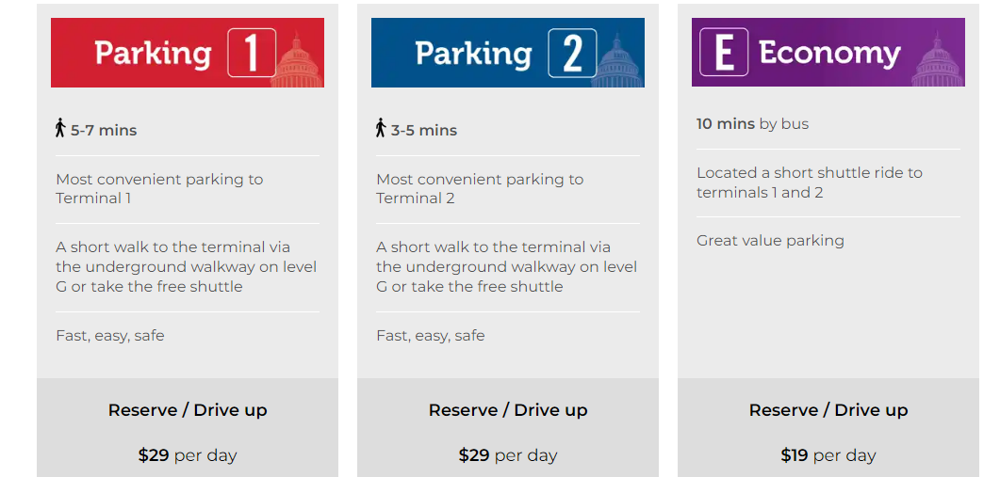 Parking 1
5-7 mins
Most convenient parking to
Terminal 1
A short walk to the terminal via
the underground walkway on level
G or take the free shuttle
Fast, easy, safe
Reserve / Drive up
$29 per day
Parking 2
3-5 mins
Most convenient parking to
Terminal 2
A short walk to the terminal via
the underground walkway on level
G or take the free shuttle
Fast, easy, safe
Reserve / Drive up
$29 per day
E Economy
10 mins by bus
Located a short shuttle ride to
terminals 1 and 2
Great value parking
Reserve / Drive up
$19 per day